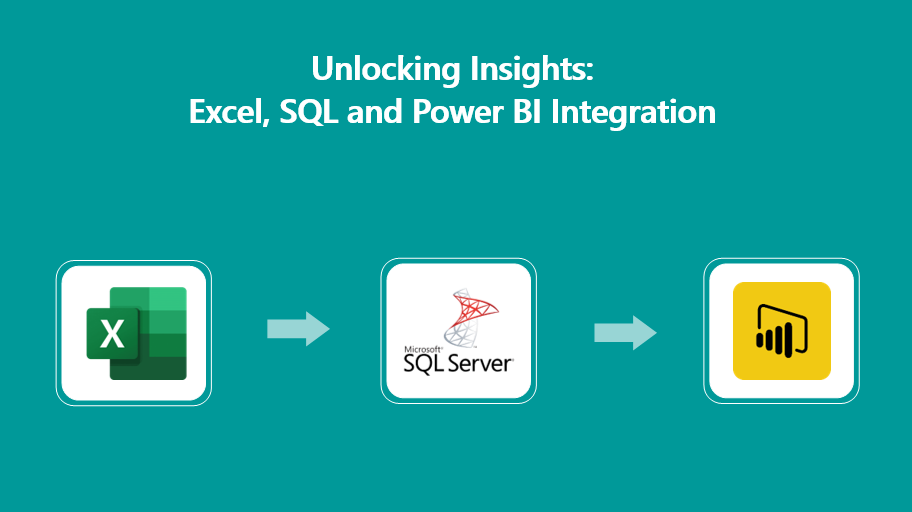 Unlocking Insights:
Excel, SQL and Power BI Integration
X
Microsoft®
SQL Server®